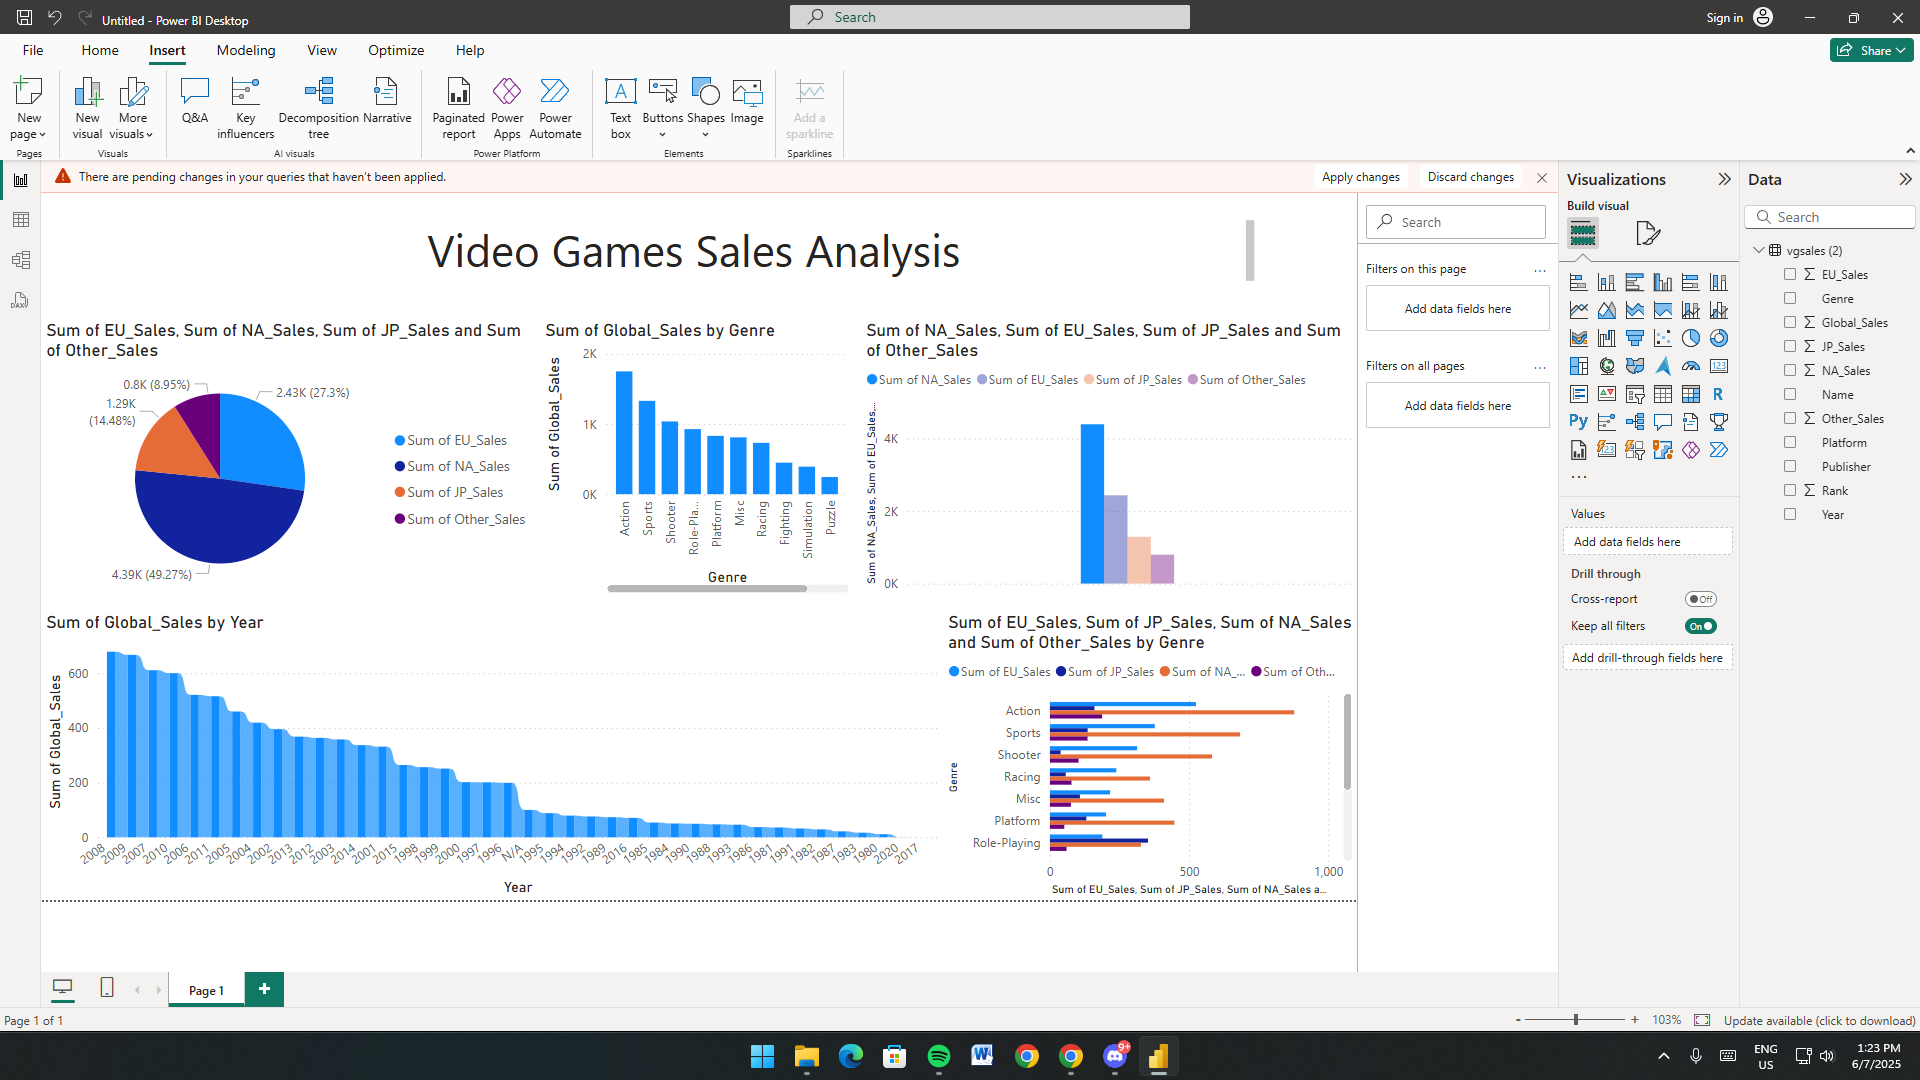 Untitled - Power BI Desktop
Search
Sign in
File
Home
Insert
Modeling
View
Optimize
Help
Share
New page
Pages
New visual
More visuals
Visuals
Q&A
Key influencers
Decomposition tree
Narrative
AI visuals
Paginated report
Power Apps
Power Automate
Power Platform
Text box
Buttons
Shapes
Image
Elements
Add a sparkline
Sparklines
There are pending changes in your queries that haven't been applied.
Apply changes
Discard changes
Video Games Sales Analysis
Sum of EU_Sales, Sum of NA_Sales, Sum of JP_Sales and Sum
of Other_Sales
0.8K (8.95%)
1.29K
(14.48%)
2.43K (27.3%)
4.39K (49.27%)
Sum of EU_Sales
Sum of NA_Sales
Sum of JP_Sales
Sum of Other_Sales
Sum of Global_Sales by Genre
Sum of Global_Sales
2K
1K
0K
Action
Sports
Shooter
Role-Pla...
Platform
Misc
Racing
Fighting
Simulation
Puzzle
Genre
Sum of NA_Sales, Sum of EU_Sales, Sum of JP_Sales and Sum
of Other_Sales
Sum of NA_Sales
Sum of EU_Sales
Sum of JP_Sales
Sum of Other_Sales
Sum of NA_Sales, Sum of EU_Sales,...
4K
2K
0K
Sum of Global_Sales by Year
Sum of Global_Sales
600
400
200
0
2008
2009
2007
2010
2006
2011
2005
2004
2002
2013
2012
2003
2014
2001
2015
1998
1999
2000
1997
1996
N/A
1995
1994
1992
1989
2016
1985
1984
1990
1988
1993
1986
1981
1991
1982
1987
1983
1980
2020
2017
Year
Sum of EU_Sales, Sum of JP_Sales, Sum of NA_Sales
and Sum of Other_Sales by Genre
Sum of EU_Sales
Sum of JP_Sales
Sum of NA_...
Sum of Oth...
Genre
Action
Sports
Shooter
Racing
Misc
Platform
Role-Playing
0
500
1,000
Sum of EU_Sales, Sum of JP_Sales, Sum of NA_Sales a...
Search
Filters on this page
...
Add data fields here
Filters on all pages
...
Add data fields here
Visualizations
Build visual
123
R
Py
123
...
Values
Add data fields here
Drill through
Cross-report
Off
Keep all filters
On
Add drill-through fields here
Data
Search
vgsales (2)
Σ EU_Sales
Genre
Σ Global_Sales
Σ JP_Sales
Σ NA_Sales
Name
Σ Other_Sales
Platform
Publisher
Σ Rank
Year
DAX
Page 1
+
Page 1 of 1
- + 103%
Update available (click to download)
W
9+
ENG
US
1:23 PM
6/7/2025